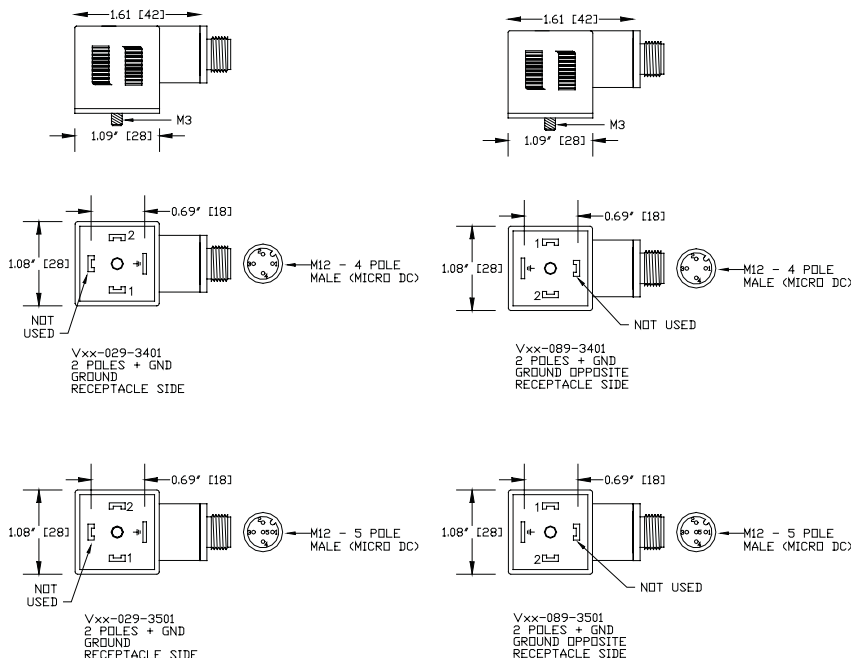 1.61 [42]
M3
1.09" [28]
1.61 [42]
M3
1.09" [28]
0.69" [18]
2
1.08" [28]
1
NOT
USED
M12 - 4 POLE
MALE (MICRO DC)
Vxx-029-3401
2 POLES + GND
GROUND
RECEPTACLE SIDE
0.69" [18]
1
1.08" [28]
2
NOT USED
M12 - 4 POLE
MALE (MICRO DC)
Vxx-089-3401
2 POLES + GND
GROUND OPPOSITE
RECEPTACLE SIDE
0.69" [18]
2
1.08" [28]
1
NOT
USED
M12 - 5 POLE
MALE (MICRO DC)
Vxx-029-3501
2 POLES + GND
GROUND
RECEPTACLE SIDE
0.69" [18]
1
1.08" [28]
2
NOT USED
M12 - 5 POLE
MALE (MICRO DC)
Vxx-089-3501
2 POLES + GND
GROUND OPPOSITE
RECEPTACLE SIDE